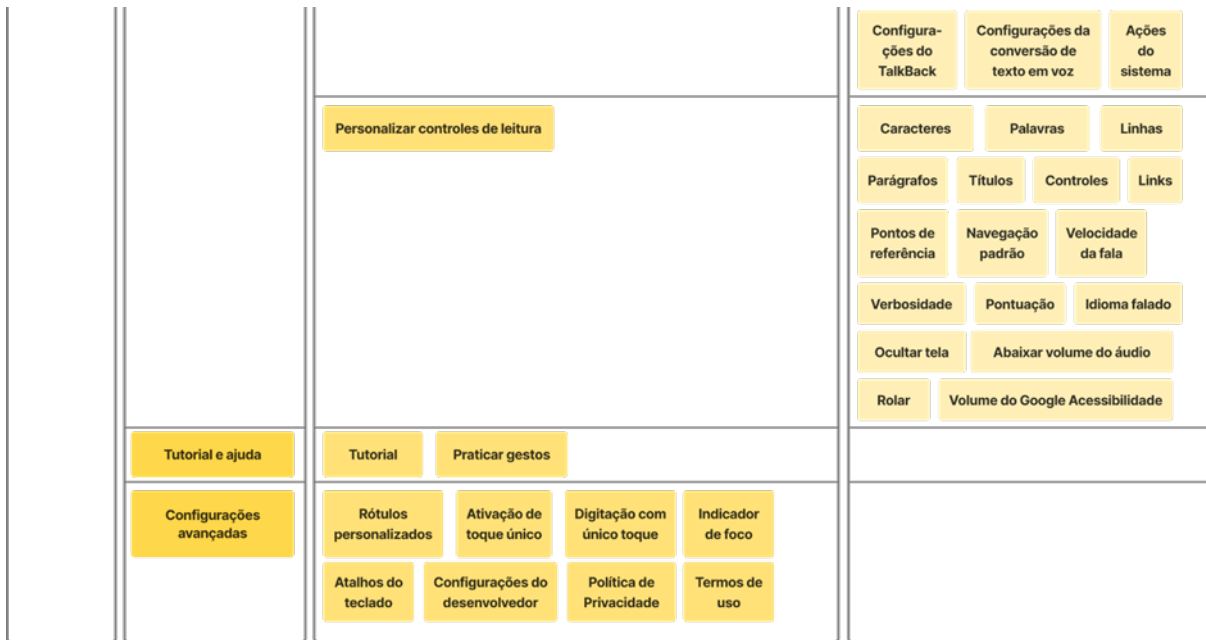 Configura-
ções do
TalkBack
Configurações da
conversão de
texto em voz
Ações
do
sistema
Personalizar controles de leitura
Caracteres
Palavras
Linhas
Parágrafos
Títulos
Controles
Links
Pontos de
referência
Navegação
padrão
Velocidade
da fala
Verbosidade
Pontuação
Idioma falado
Ocultar tela
Abaixar volume do áudio
Rolar
Volume do Google Acessibilidade
Tutorial e ajuda
Tutorial
Praticar gestos
Configurações
avançadas
Rótulos
personalizados
Ativação de
toque único
Digitação com
único toque
Indicador
de foco
Atalhos do
teclado
Configurações do
desenvolvedor
Política de
Privacidade
Termos de
uso